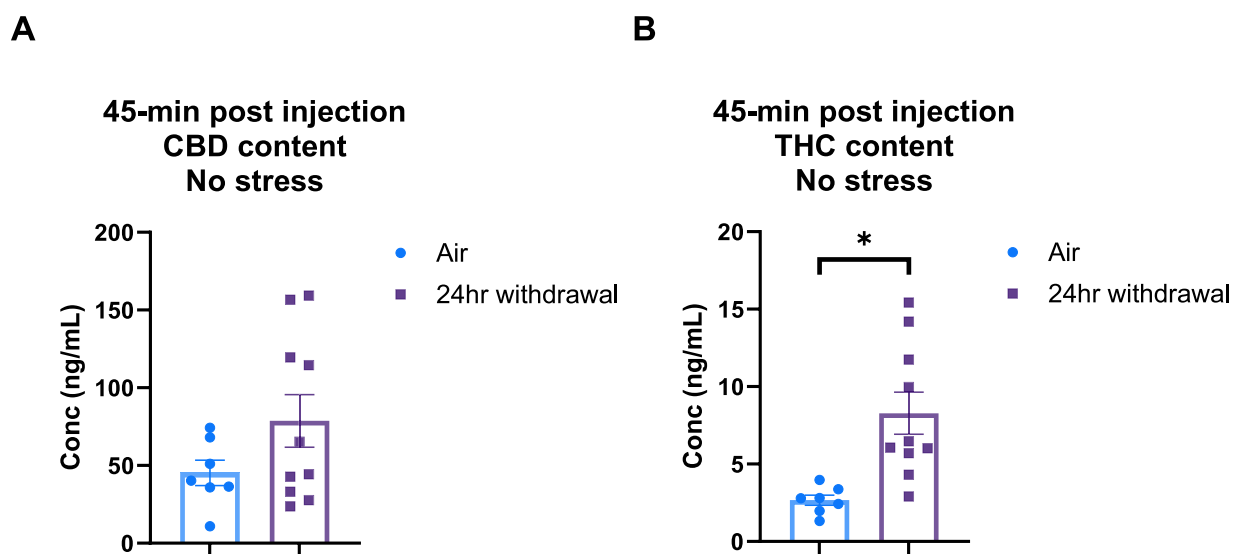 A
45-min post injection
CBD content
No stress
200
150
100
50
0
Conc (ng/mL)
Air
24hr withdrawal
B
45-min post injection
THC content
No stress
20
15
10
5
0
Conc (ng/mL)
*
Air
24hr withdrawal